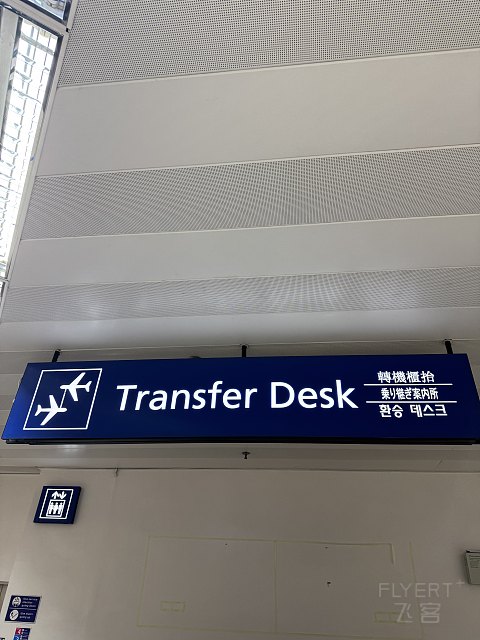 Transfer Desk
轉機櫃抬
乗り継ぎ案内所
환승 데스크
FLYERT+
飞客